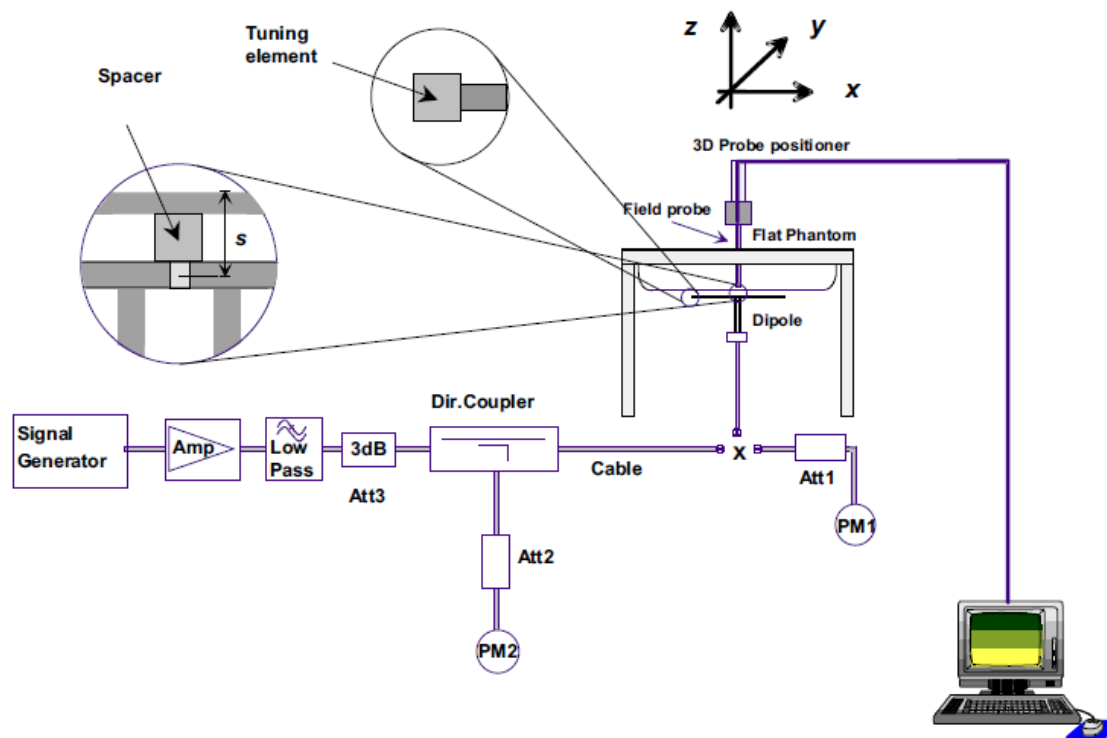 Tuning
element
Spacer
z
y
x
3D Probe positioner
Field probe
Flat Phantom
s
Dipole
Dir.Coupler
Signal
Generator
Amp
Low
Pass
3dB
Att3
Cable
x
Att1
PM1
Att2
PM2